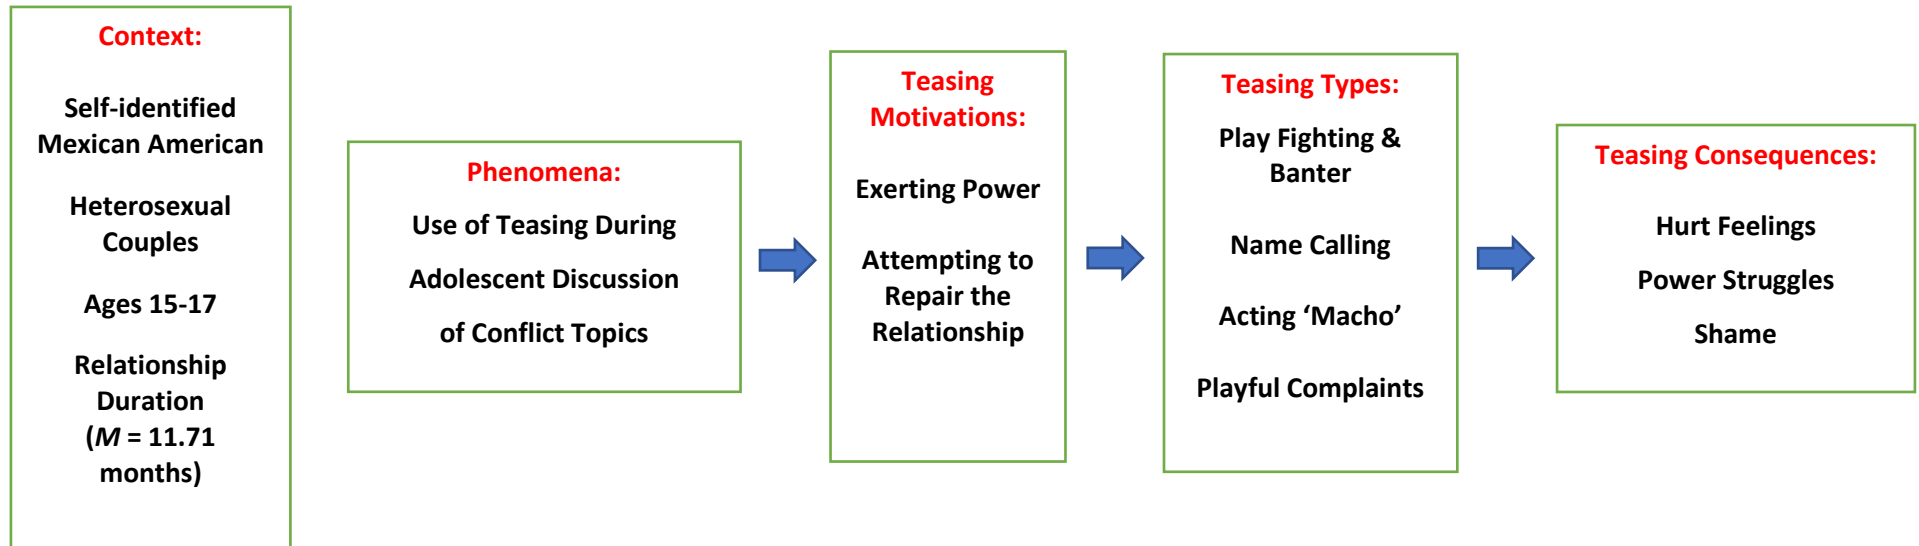 Context:
Self-identified
Mexican American
Heterosexual
Couples
Ages 15-17
Relationship
Duration
(M = 11.71
months)
Phenomena:
Use of Teasing During
Adolescent Discussion
of Conflict Topics
Teasing
Motivations:
Exerting Power
Attempting to
Repair the
Relationship
Teasing Types:
Play Fighting &
Banter
Name Calling
Acting ‘Macho’
Playful Complaints
Teasing Consequences:
Hurt Feelings
Power Struggles
Shame